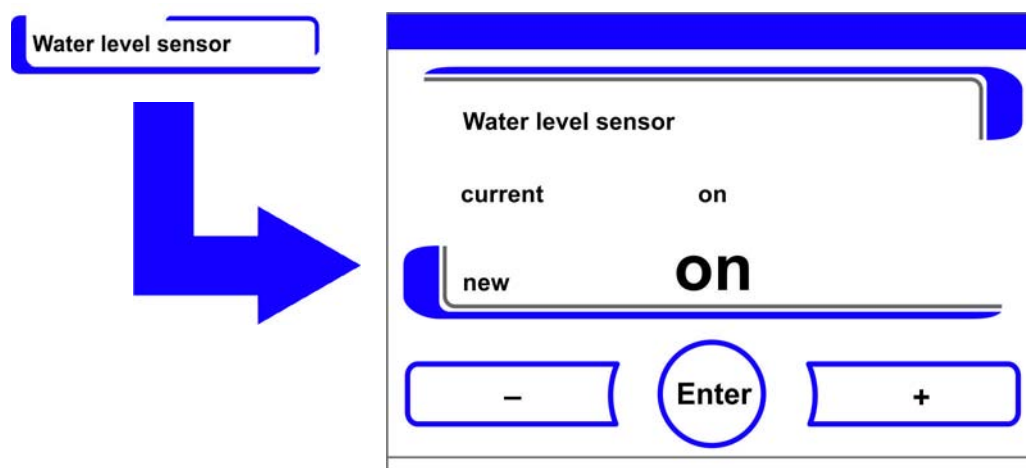 Water level sensor
Water level sensor
current on
new on
– Enter +